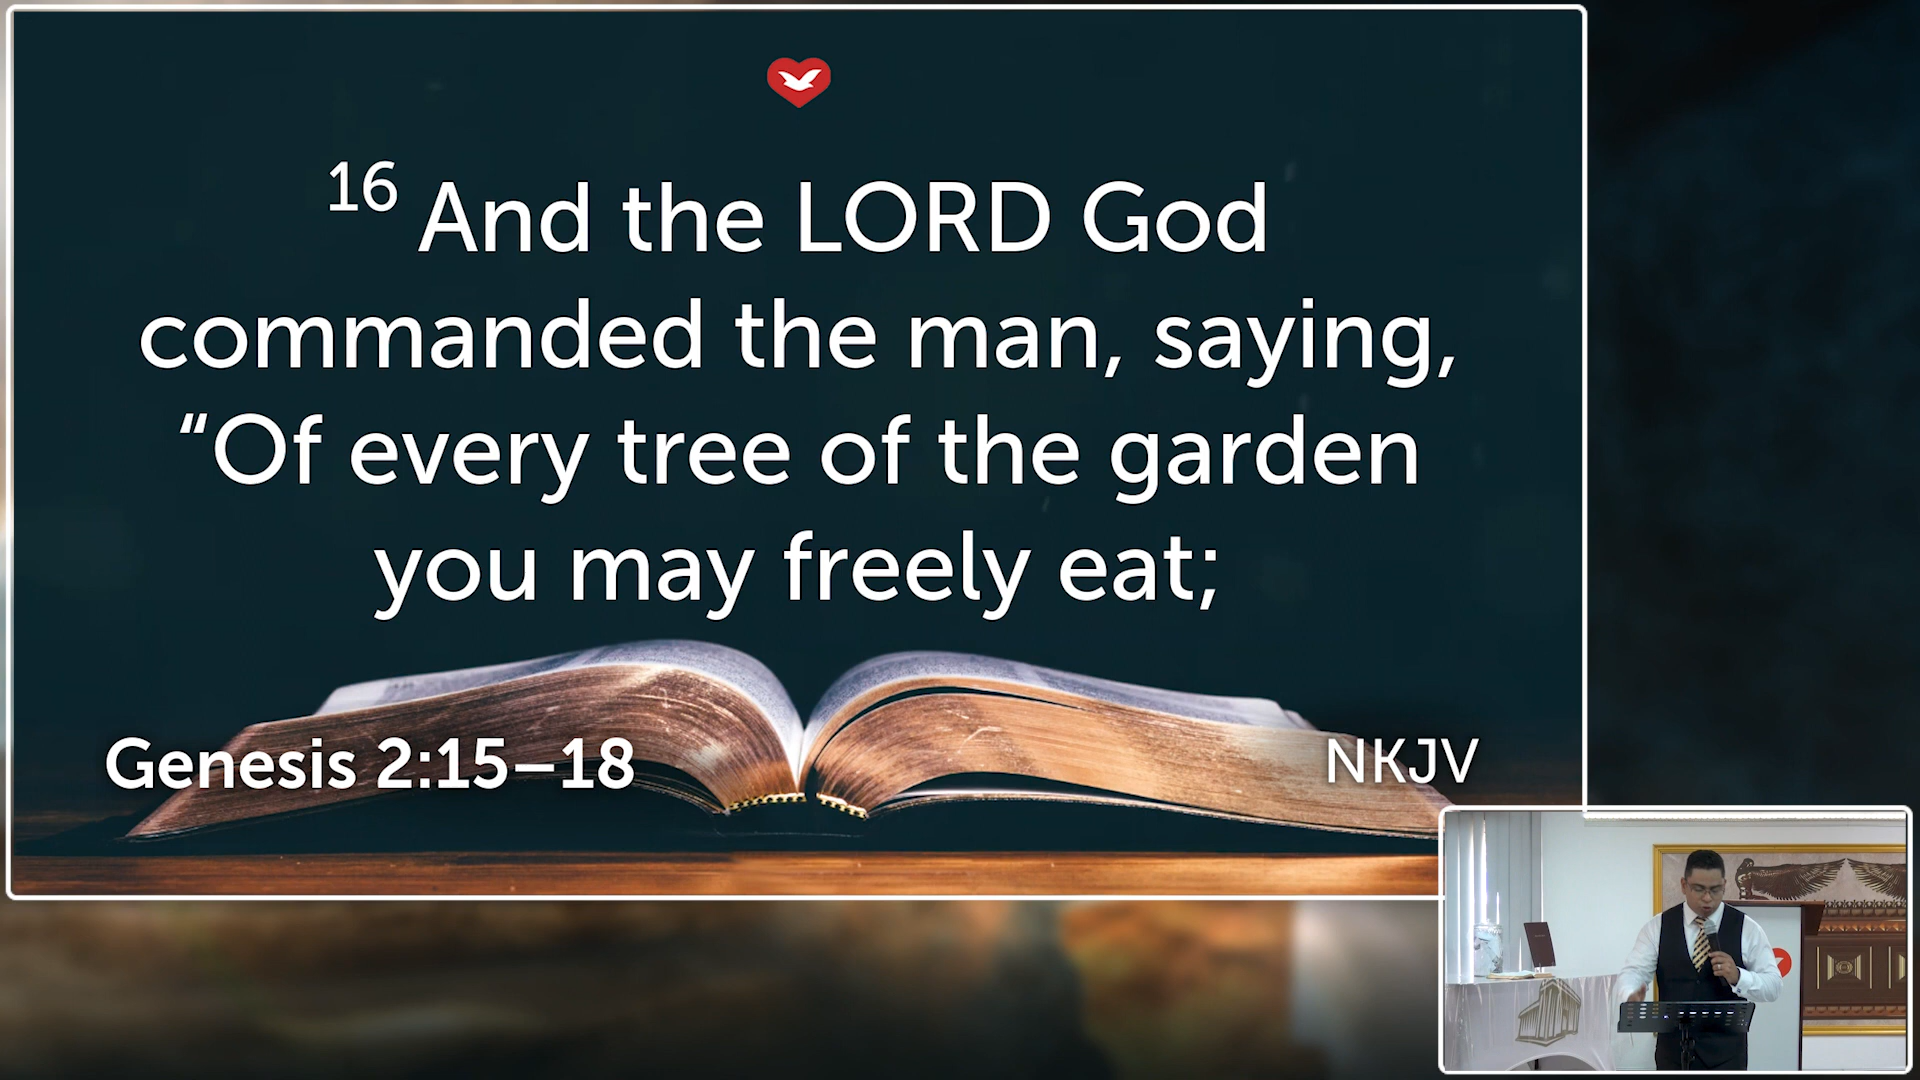 16 And the LORD God
commanded the man, saying,
“Of every tree of the garden
you may freely eat;
Genesis 2:15–18
NKJV